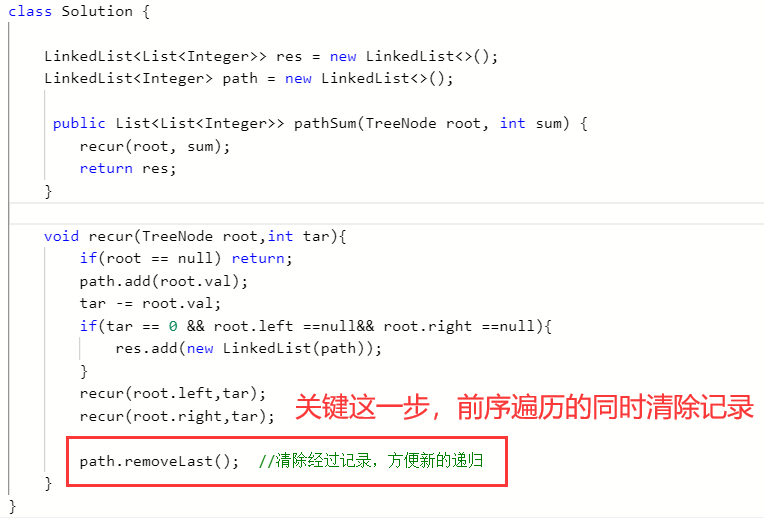 class Solution {
LinkedList<List<Integer>> res = new LinkedList<>();
LinkedList<Integer> path = new LinkedList<>();
public List<List<Integer>> pathSum(TreeNode root, int sum) {
recur(root, sum);
return res;
}
void recur(TreeNode root,int tar){
if(root == null) return;
path.add(root.val);
tar -= root.val;
if(tar == 0 && root.left ==null&& root.right ==null){
res.add(new LinkedList(path));
}
recur(root.left,tar);
recur(root.right,tar);
关键这一步，前序遍历的同时清除记录
path.removeLast();  //清除经过记录，方便新的递归
}
}